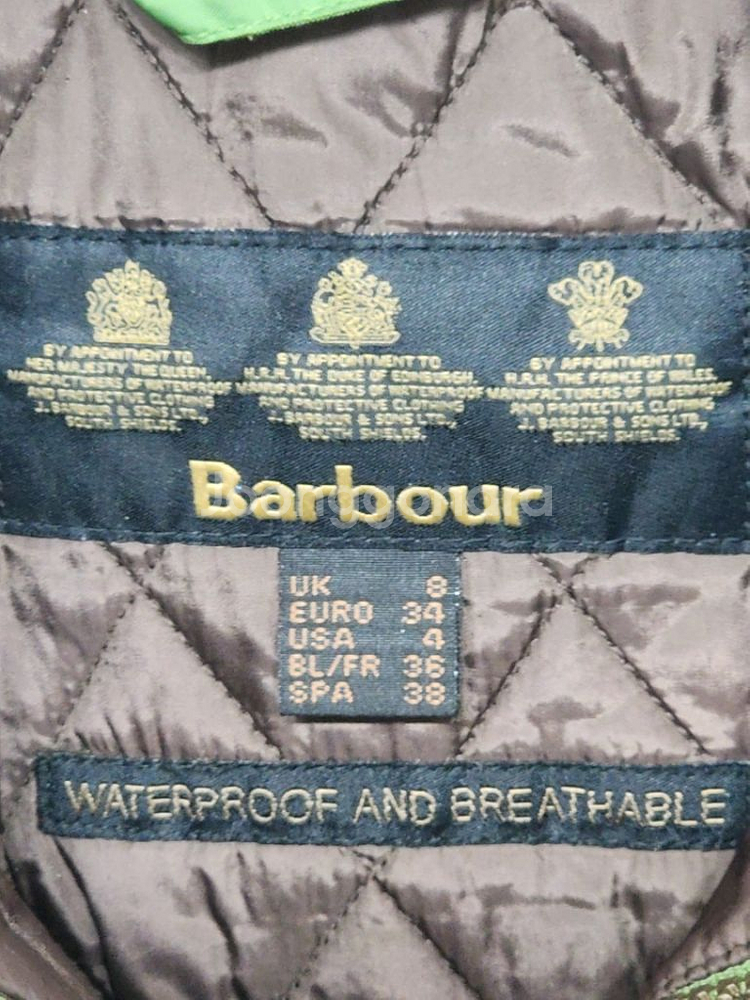 BY APPOINTMENT TO
HER MAJESTY THE QUEEN
MANUFACTURERS OF WATERPROOF
AND PROTECTIVE CLOTHING
J. BARBOUR & SONS LTD,
SOUTH SHIELDS.
BY APPOINTMENT TO
H.R.H. THE DUKE OF EDINBURGH
MANUFACTURERS OF WATERPROOF
AND PROTECTIVE CLOTHING
J. BARBOUR & SONS LTD,
SOUTH SHIELDS.
BY APPOINTMENT TO
H.R.H. THE PRINCE OF WALES
MANUFACTURERS OF WATERPROOF
AND PROTECTIVE CLOTHING
J. BARBOUR & SONS LTD,
SOUTH SHIELDS.
Barbour
UK 8
EURO 34
USA 4
BL/FR 36
SPA 38
WATERPROOF AND BREATHABLE